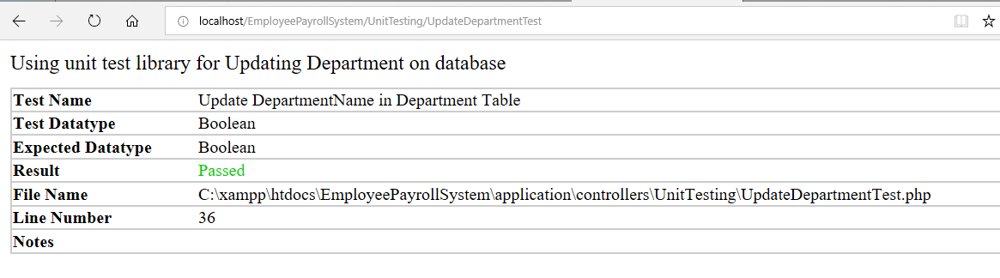 localhost/EmployeePayrollSystem/UnitTesting/UpdateDepartmentTest
Using unit test library for Updating Department on database
Test Name Update DepartmentName in Department Table
Test Datatype Boolean
Expected Datatype Boolean
Result Passed
File Name C:\xampp\htdocs\EmployeePayrollSystem\application\controllers\UnitTesting\UpdateDepartmentTest.php
Line Number 36
Notes